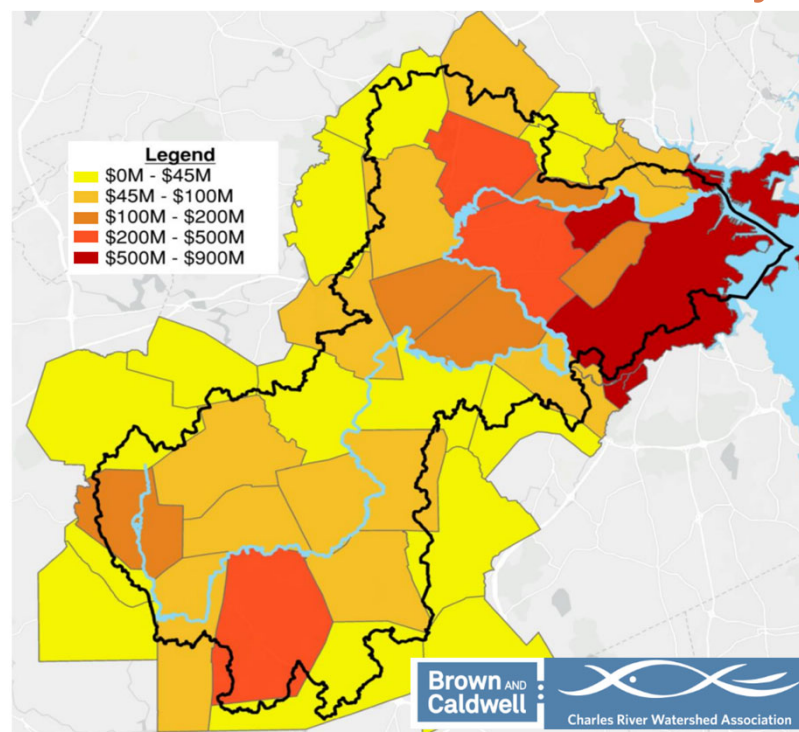 Legend
$0M - $45M
$45M - $100M
$100M - $200M
$200M - $500M
$500M - $900M
Brown AND
Caldwell
Charles River Watershed Association